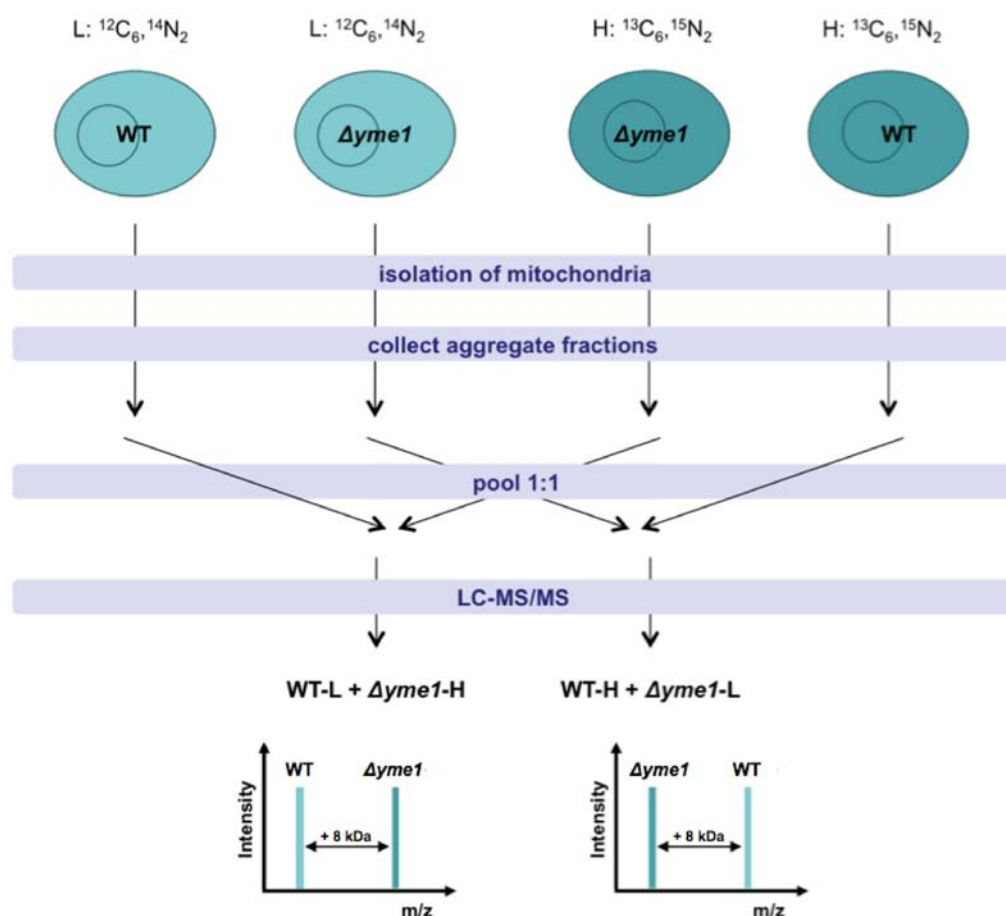 L: ¹²C₆,¹⁴N₂ L: ¹²C₆,¹⁴N₂ H: ¹³C₆,¹⁵N₂ H: ¹³C₆,¹⁵N₂
WT Δyme1 Δyme1 WT
isolation of mitochondria
collect aggregate fractions
pool 1:1
LC-MS/MS
WT-L + Δyme1-H WT-H + Δyme1-L
WT Δyme1 Δyme1 WT
+ 8 kDa + 8 kDa
Intensity Intensity
m/z m/z